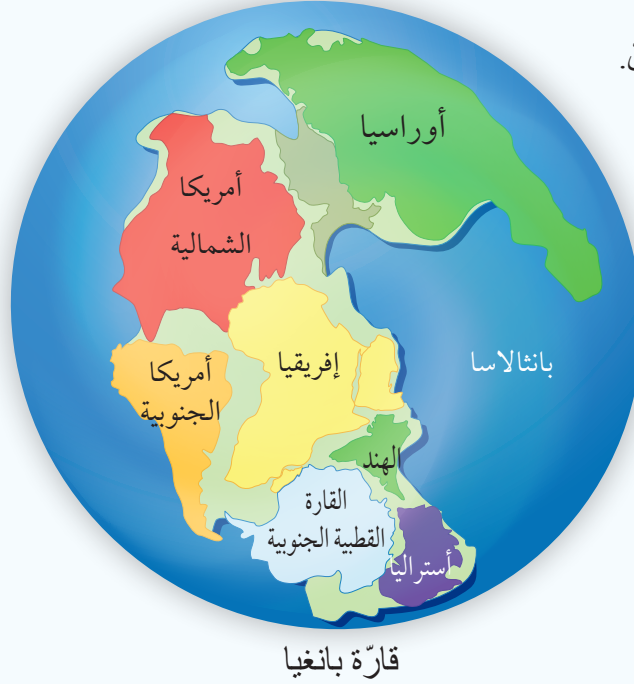 أوراسيا
أمريكا
الشمالية
أمريكا
الجنوبية
إفريقيا
بانثالاسا
الهند
القارة
القطبية الجنوبية
أستراليا
قارّة بانغيا